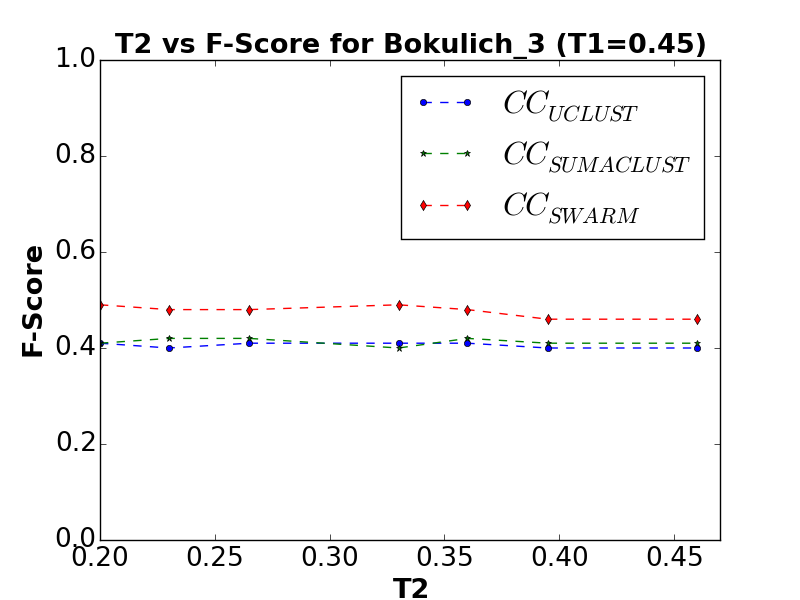 T2 vs F-Score for Bokulich_3 (T1=0.45)
1.0
0.8
0.6
0.4
0.2
0.0
F-Score
CC_UCLUST
CC_SUMACLUST
CC_SWARM
0.20 0.25 0.30 0.35 0.40 0.45
T2